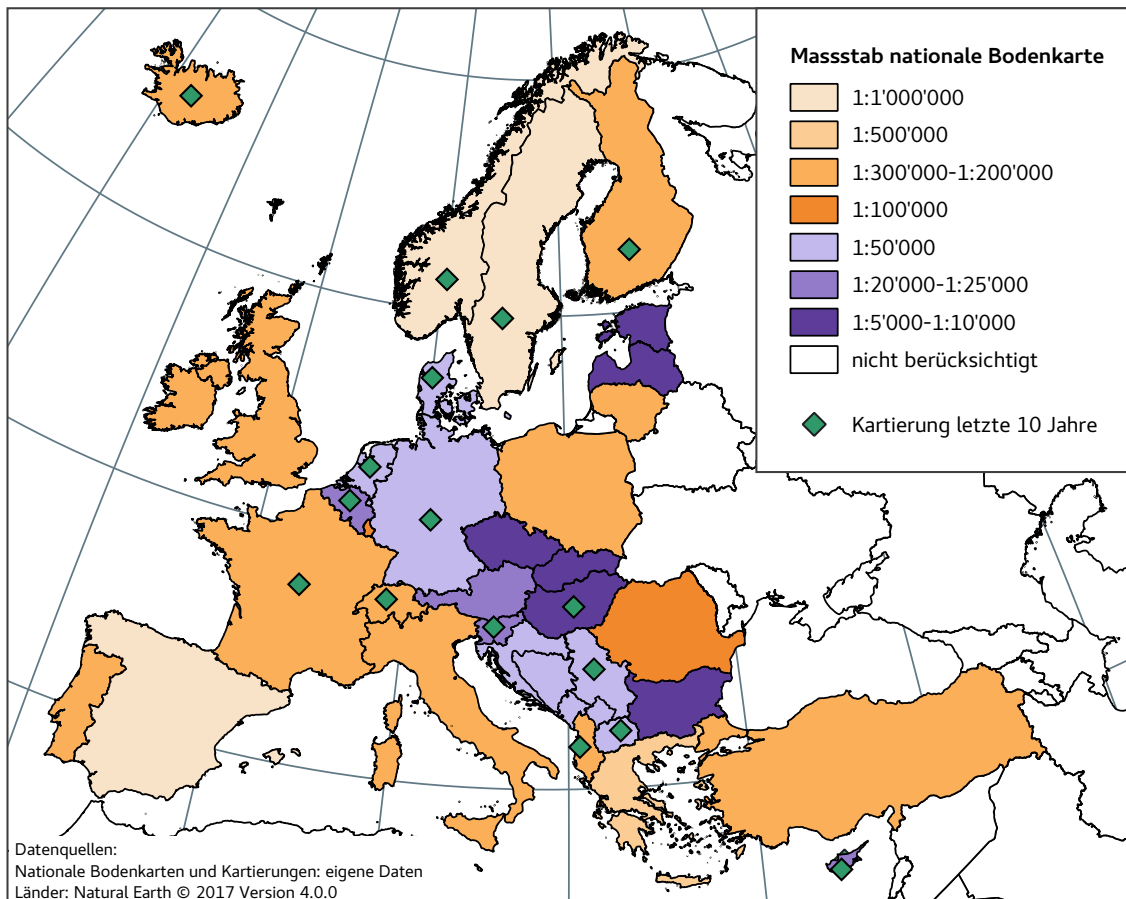 Massstab nationale Bodenkarte
1:1'000'000
1:500'000
1:300'000-1:200'000
1:100'000
1:50'000
1:20'000-1:25'000
1:5'000-1:10'000
nicht berücksichtigt
Kartierung letzte 10 Jahre
Datenquellen:
Nationale Bodenkarten und Kartierungen: eigene Daten
Länder: Natural Earth © 2017 Version 4.0.0